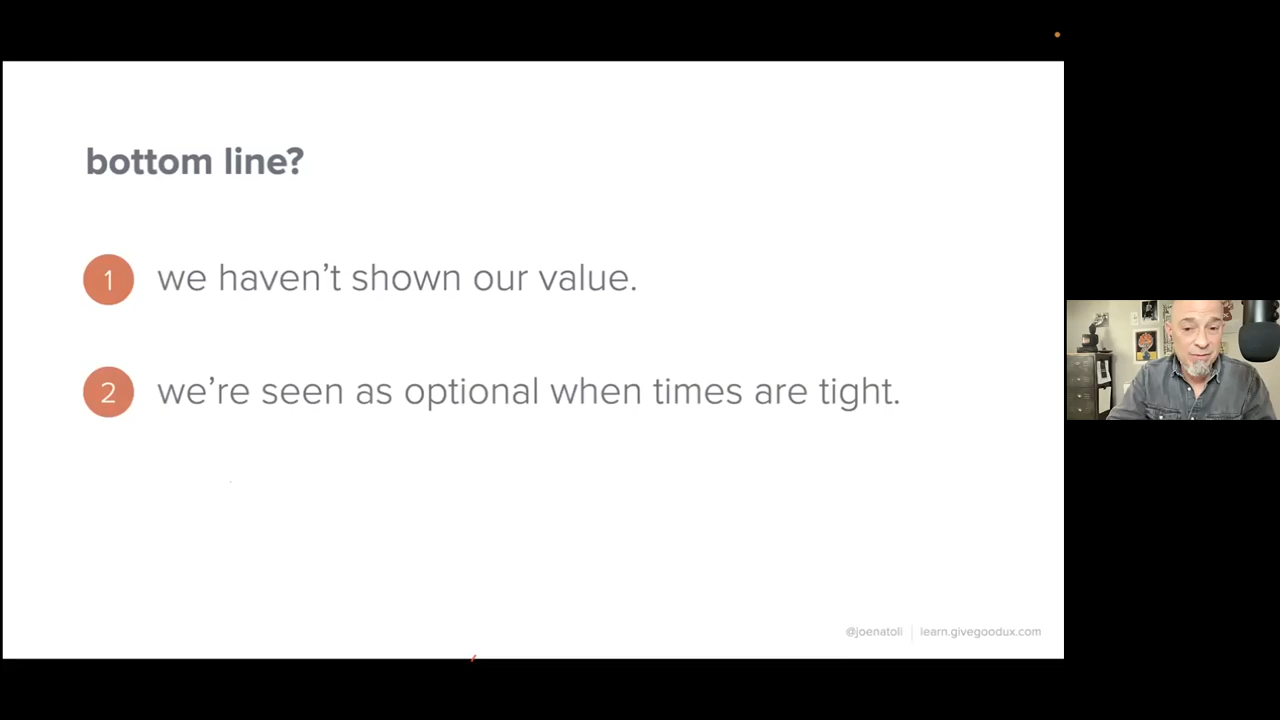 bottom line?
1 we haven’t shown our value.
2 we’re seen as optional when times are tight.
@joenatoli | learn.givegoodux.com